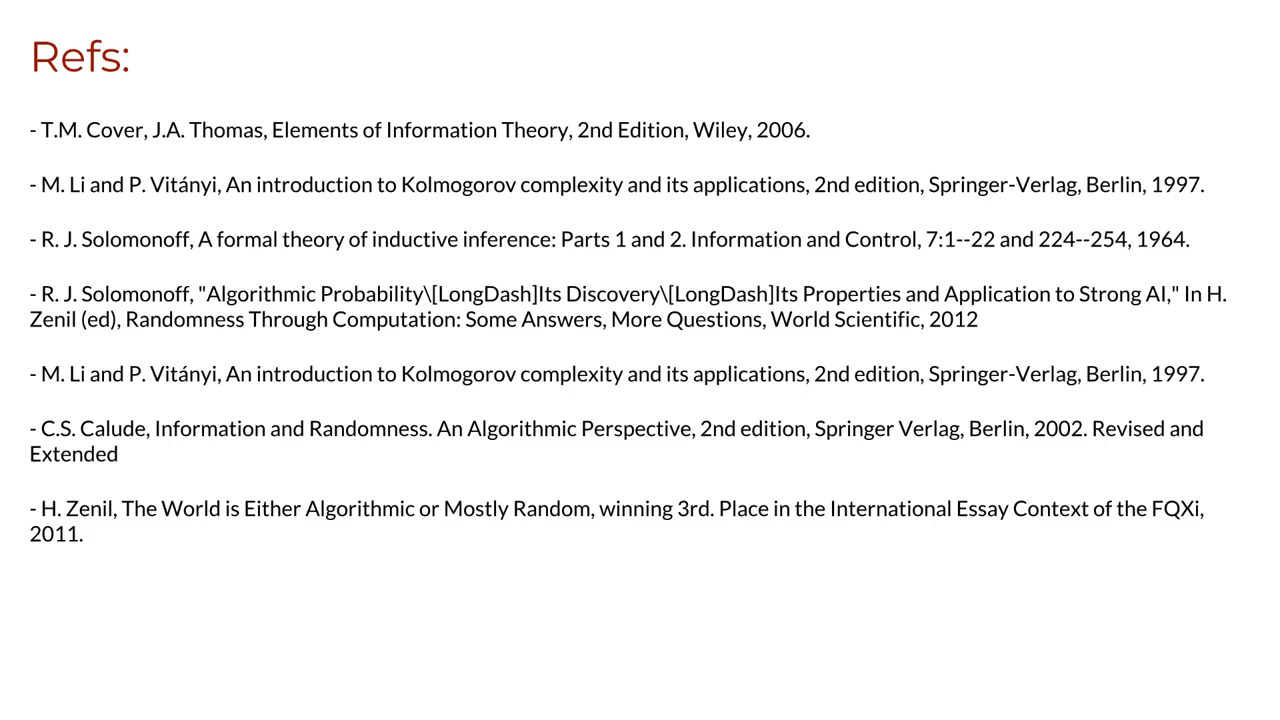 Refs:
- T.M. Cover, J.A. Thomas, Elements of Information Theory, 2nd Edition, Wiley, 2006.
- M. Li and P. Vitányi, An introduction to Kolmogorov complexity and its applications, 2nd edition, Springer-Verlag, Berlin, 1997.
- R. J. Solomonoff, A formal theory of inductive inference: Parts 1 and 2. Information and Control, 7:1--22 and 224--254, 1964.
- R. J. Solomonoff, "Algorithmic Probability\[LongDash]Its Discovery\[LongDash]Its Properties and Application to Strong AI," In H.
Zenil (ed), Randomness Through Computation: Some Answers, More Questions, World Scientific, 2012
- M. Li and P. Vitányi, An introduction to Kolmogorov complexity and its applications, 2nd edition, Springer-Verlag, Berlin, 1997.
- C.S. Calude, Information and Randomness. An Algorithmic Perspective, 2nd edition, Springer Verlag, Berlin, 2002. Revised and
Extended
- H. Zenil, The World is Either Algorithmic or Mostly Random, winning 3rd. Place in the International Essay Context of the FQXi,
2011.